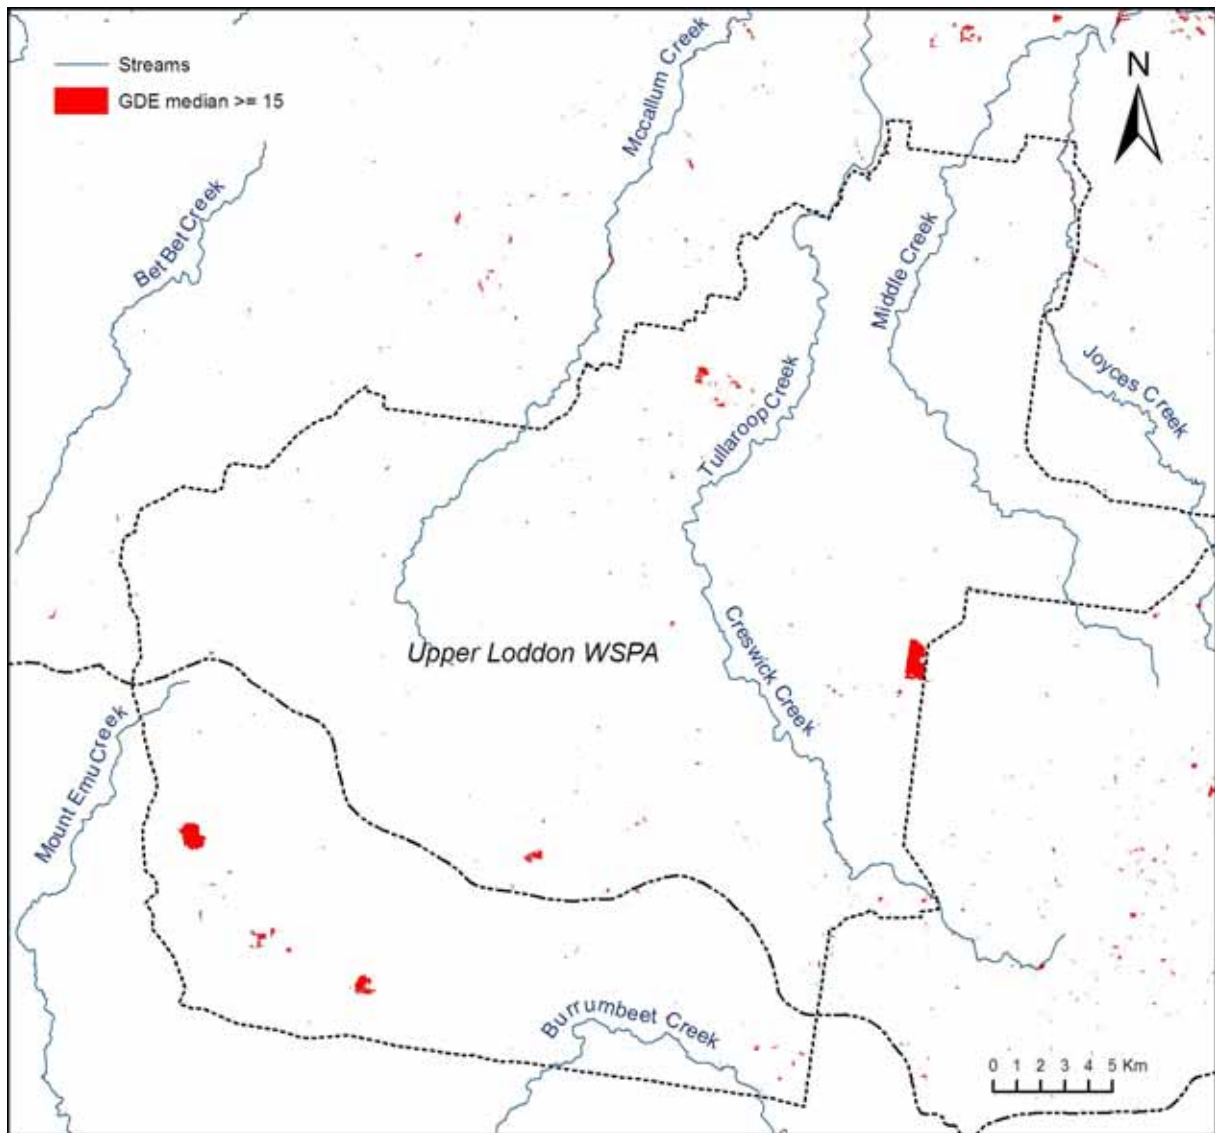 Streams
GDE median >= 15
N
Mccallum Creek
Bet Bet Creek
Middle Creek
Joyces Creek
Tullaroop Creek
Upper Loddon WSPA
Creswick Creek
Mount Emu Creek
Burrumbeet Creek
0 1 2 3 4 5 Km